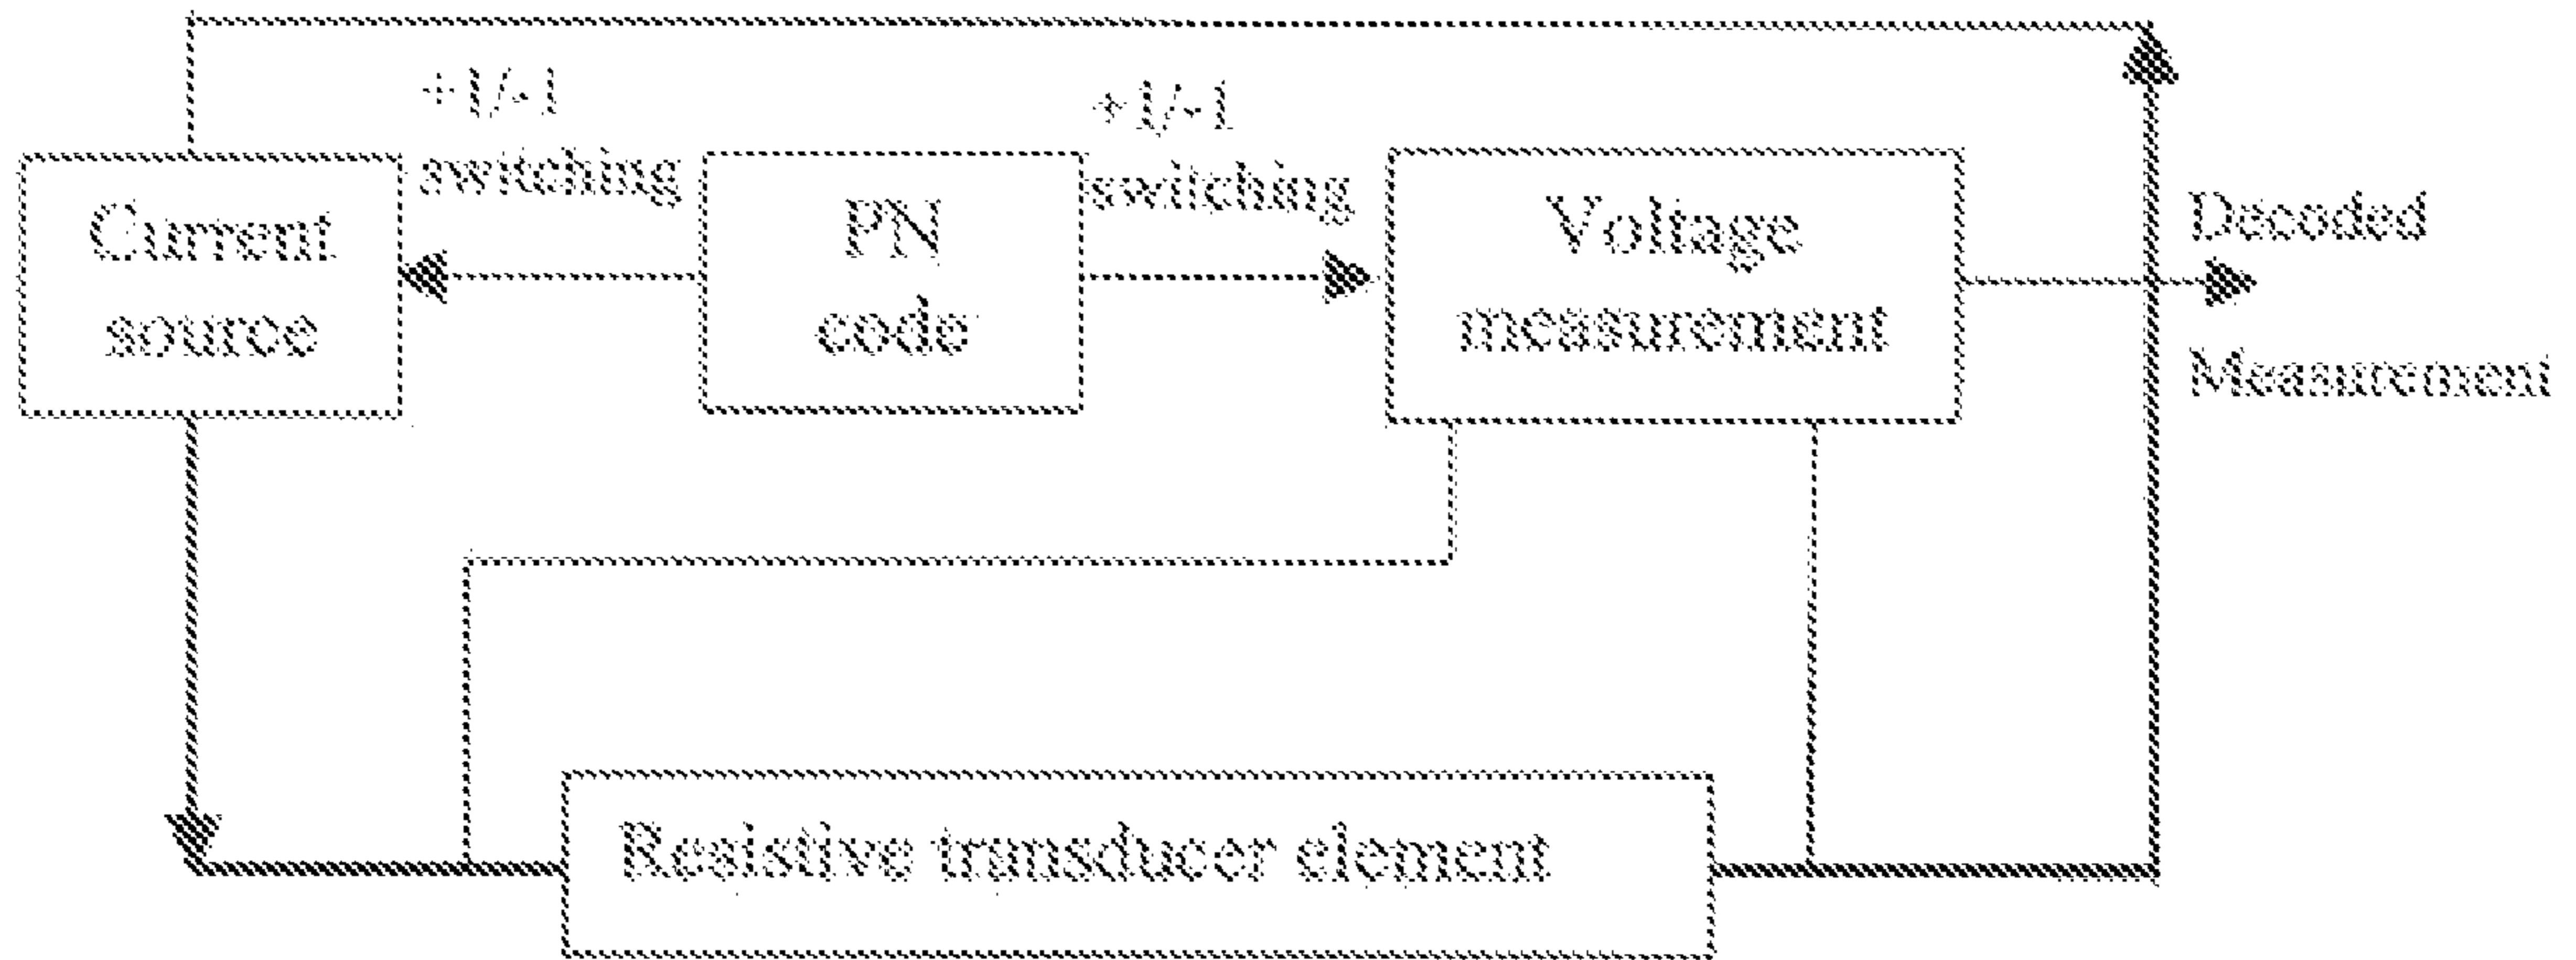 +1/-1
switching
+1/-1
switching
Current
source
PN
code
Voltage
measurement
Decoded
Measurement
Resistive transducer element